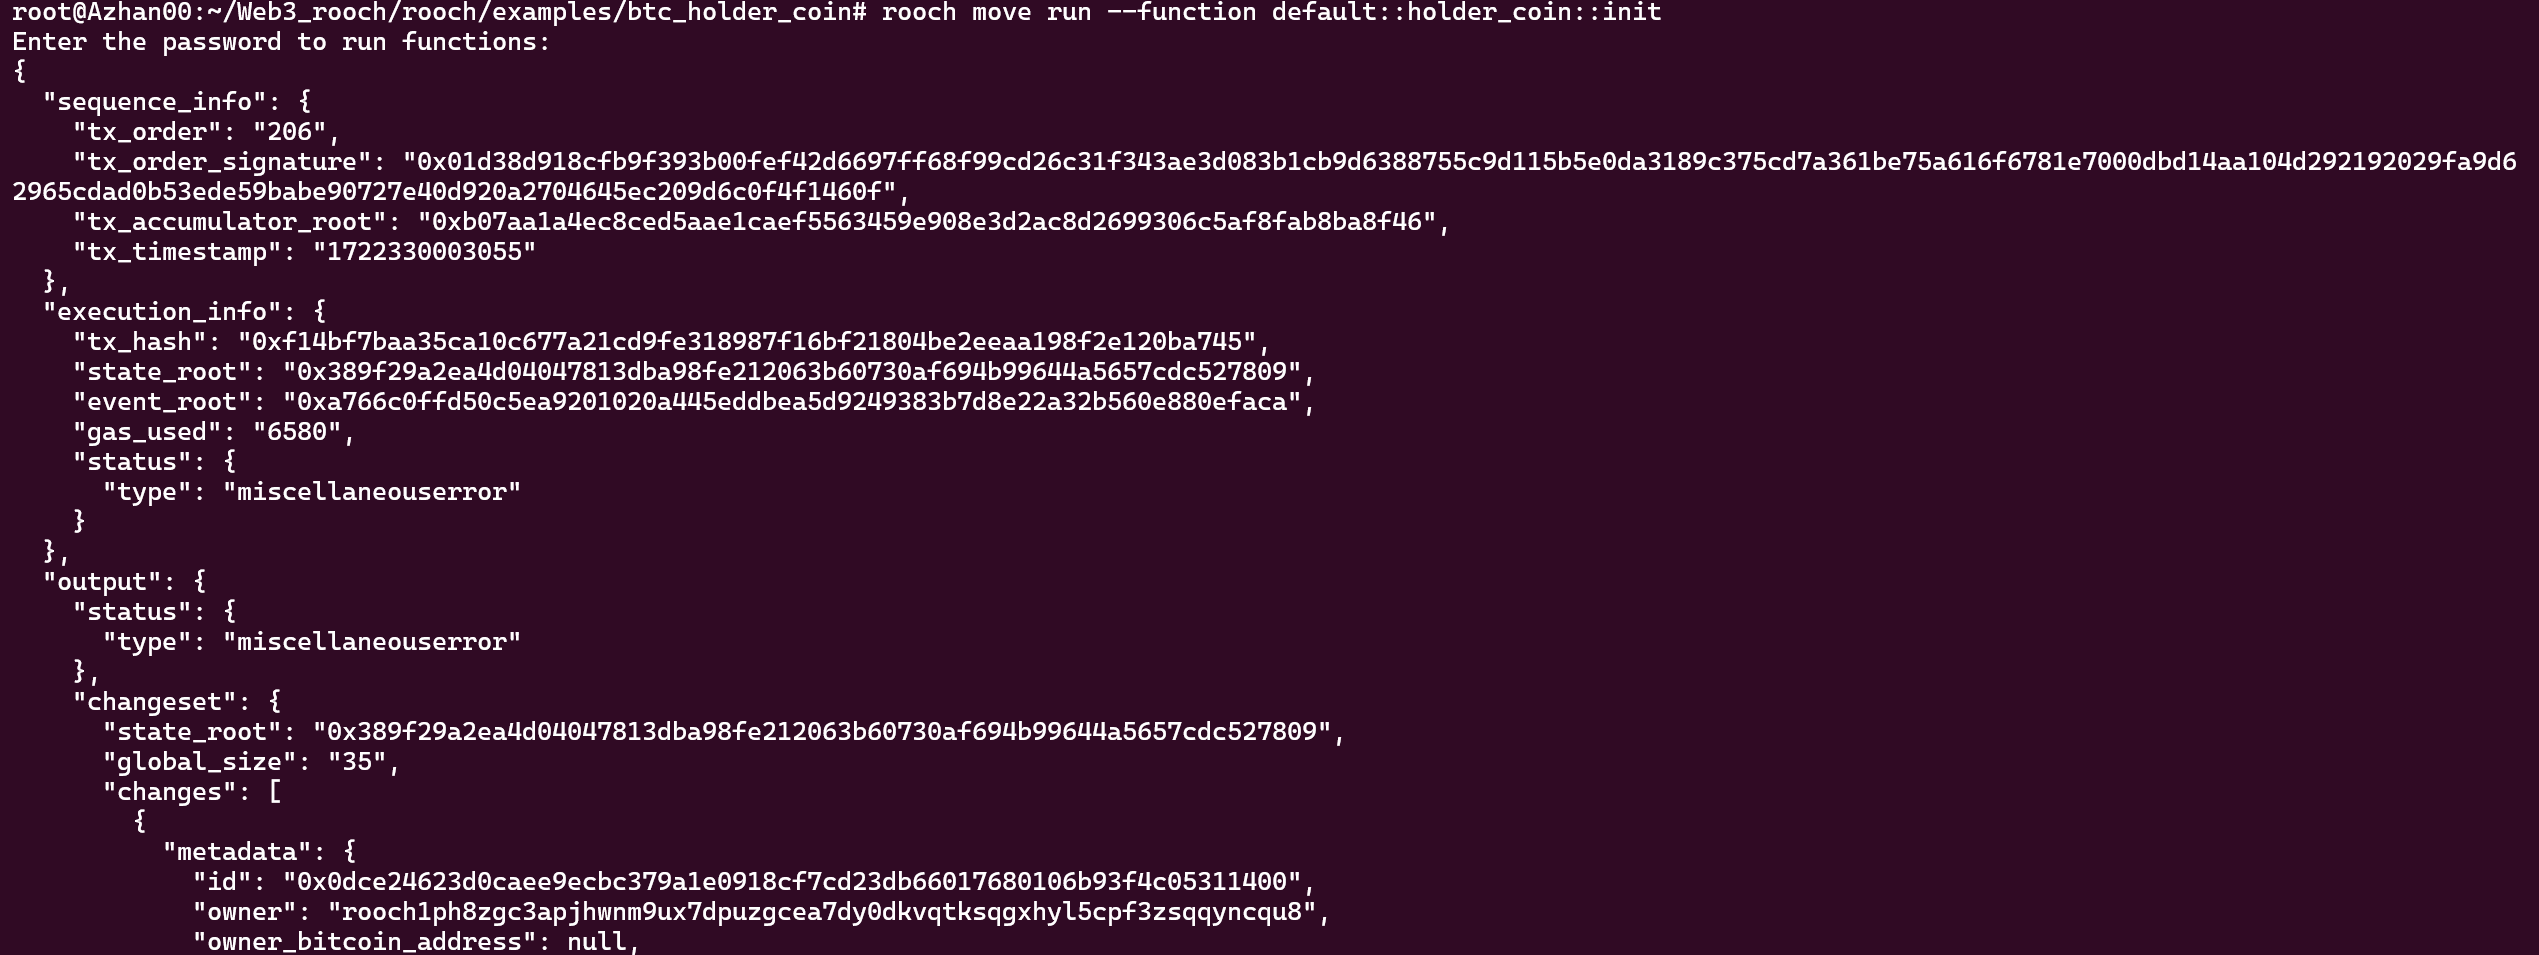 root@Azhan00:~/Web3_rooch/rooch/examples/btc_holder_coin# rooch move run --function default::holder_coin::init
Enter the password to run functions:
{
  "sequence_info": {
    "tx_order": "206",
    "tx_order_signature": "0x01d38d918cfb9f393b00fef42d6697ff68f99cd26c31f343ae3d083b1cb9d6388755c9d115b5e0da3189c375cd7a361be75a616f6781e7000dbd14aa104d292192029fa9d6
2965cdad0b53ede59babe90727e40d920a2704645ec209d6c0f4f1460f",
    "tx_accumulator_root": "0xb07aa1a4ec8ced5aae1caef5563459e908e3d2ac8d2699306c5af8fab8ba8f46",
    "tx_timestamp": "1722330003055"
  },
  "execution_info": {
    "tx_hash": "0xf14bf7baa35ca10c677a21cd9fe318987f16bf21804be2eeaa198f2e120ba745",
    "state_root": "0x389f29a2ea4d04047813dba98fe212063b60730af694b99644a5657cdc527809",
    "event_root": "0xa766c0ffd50c5ea9201020a445eddbea5d9249383b7d8e22a32b560e880efaca",
    "gas_used": "6580",
    "status": {
      "type": "miscellaneouserror"
    }
  },
  "output": {
    "status": {
      "type": "miscellaneouserror"
    },
    "changeset": {
      "state_root": "0x389f29a2ea4d04047813dba98fe212063b60730af694b99644a5657cdc527809",
      "global_size": "35",
      "changes": [
        {
          "metadata": {
            "id": "0x0dce24623d0caee9ecbc379a1e0918cf7cd23db66017680106b93f4c05311400",
            "owner": "rooch1ph8zgc3apjhwnm9ux7dpuzgcea7dy0dkvqtksqgxhyl5cpf3zsqqyncqu8",
            "owner_bitcoin_address": null,